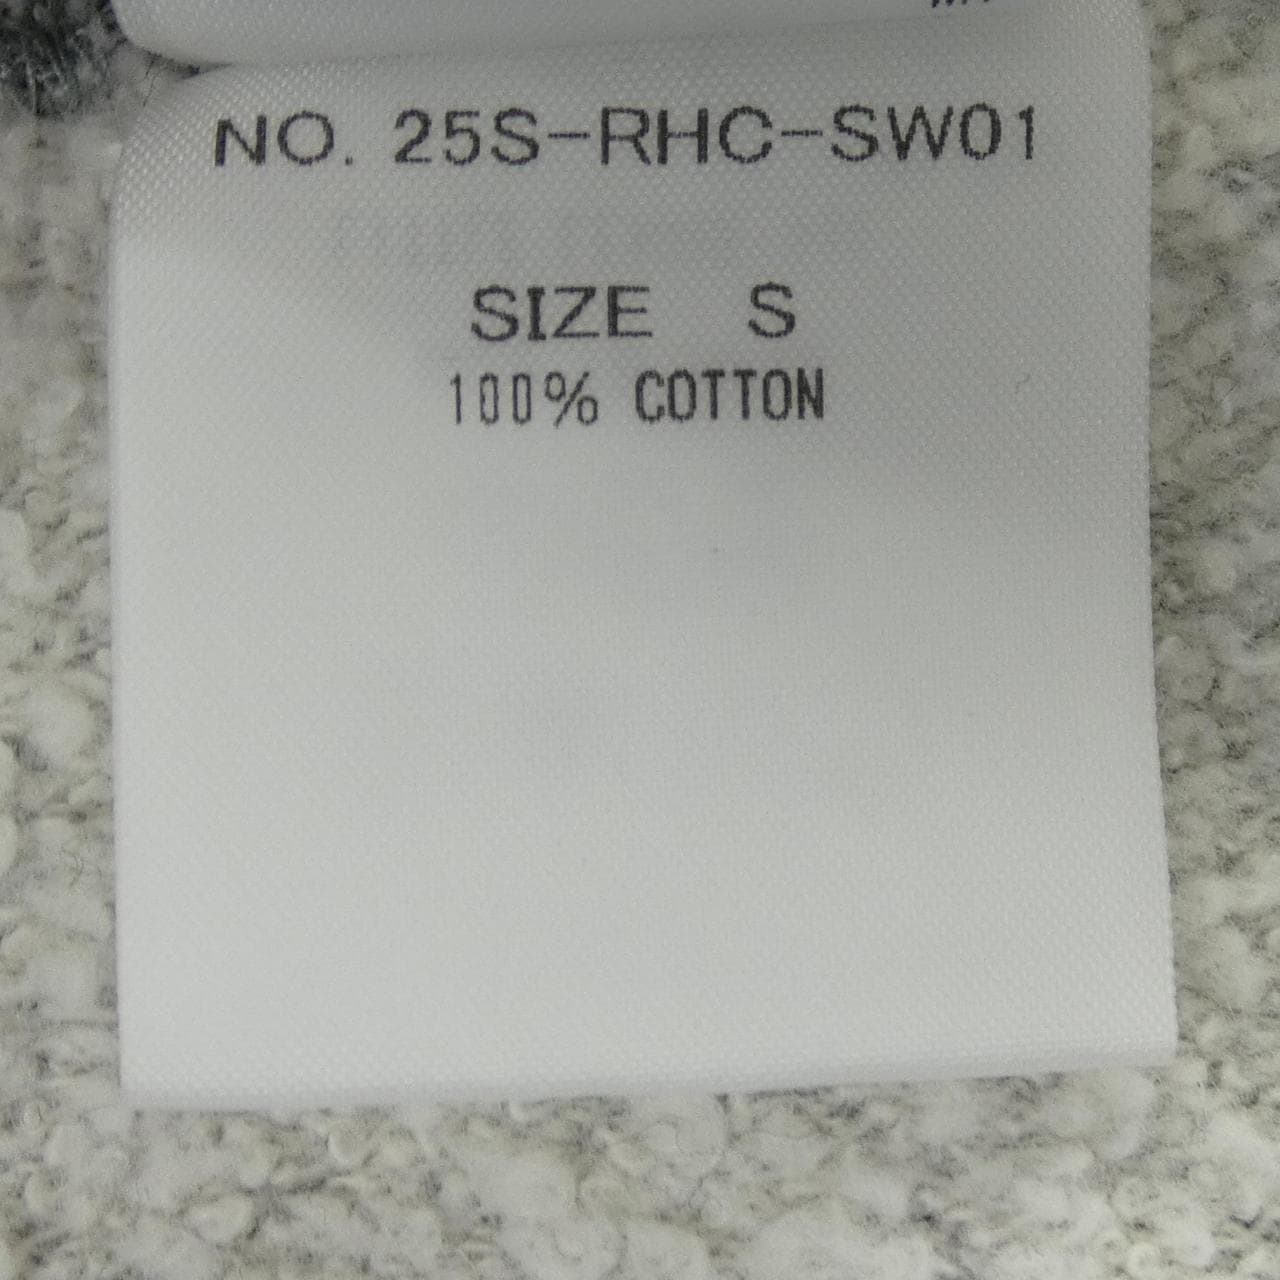 NO. 25S-RHC-SW01
SIZE S
100% COTTON